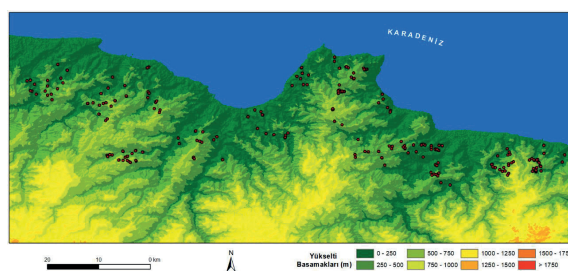 KARADENİZ
Yükselti
Basamakları (m)
0 - 250
500 - 750
1000 - 1250
1500 - 175
250 - 500
750 - 1000
1250 - 1500
> 1750
20 10 0 km
N